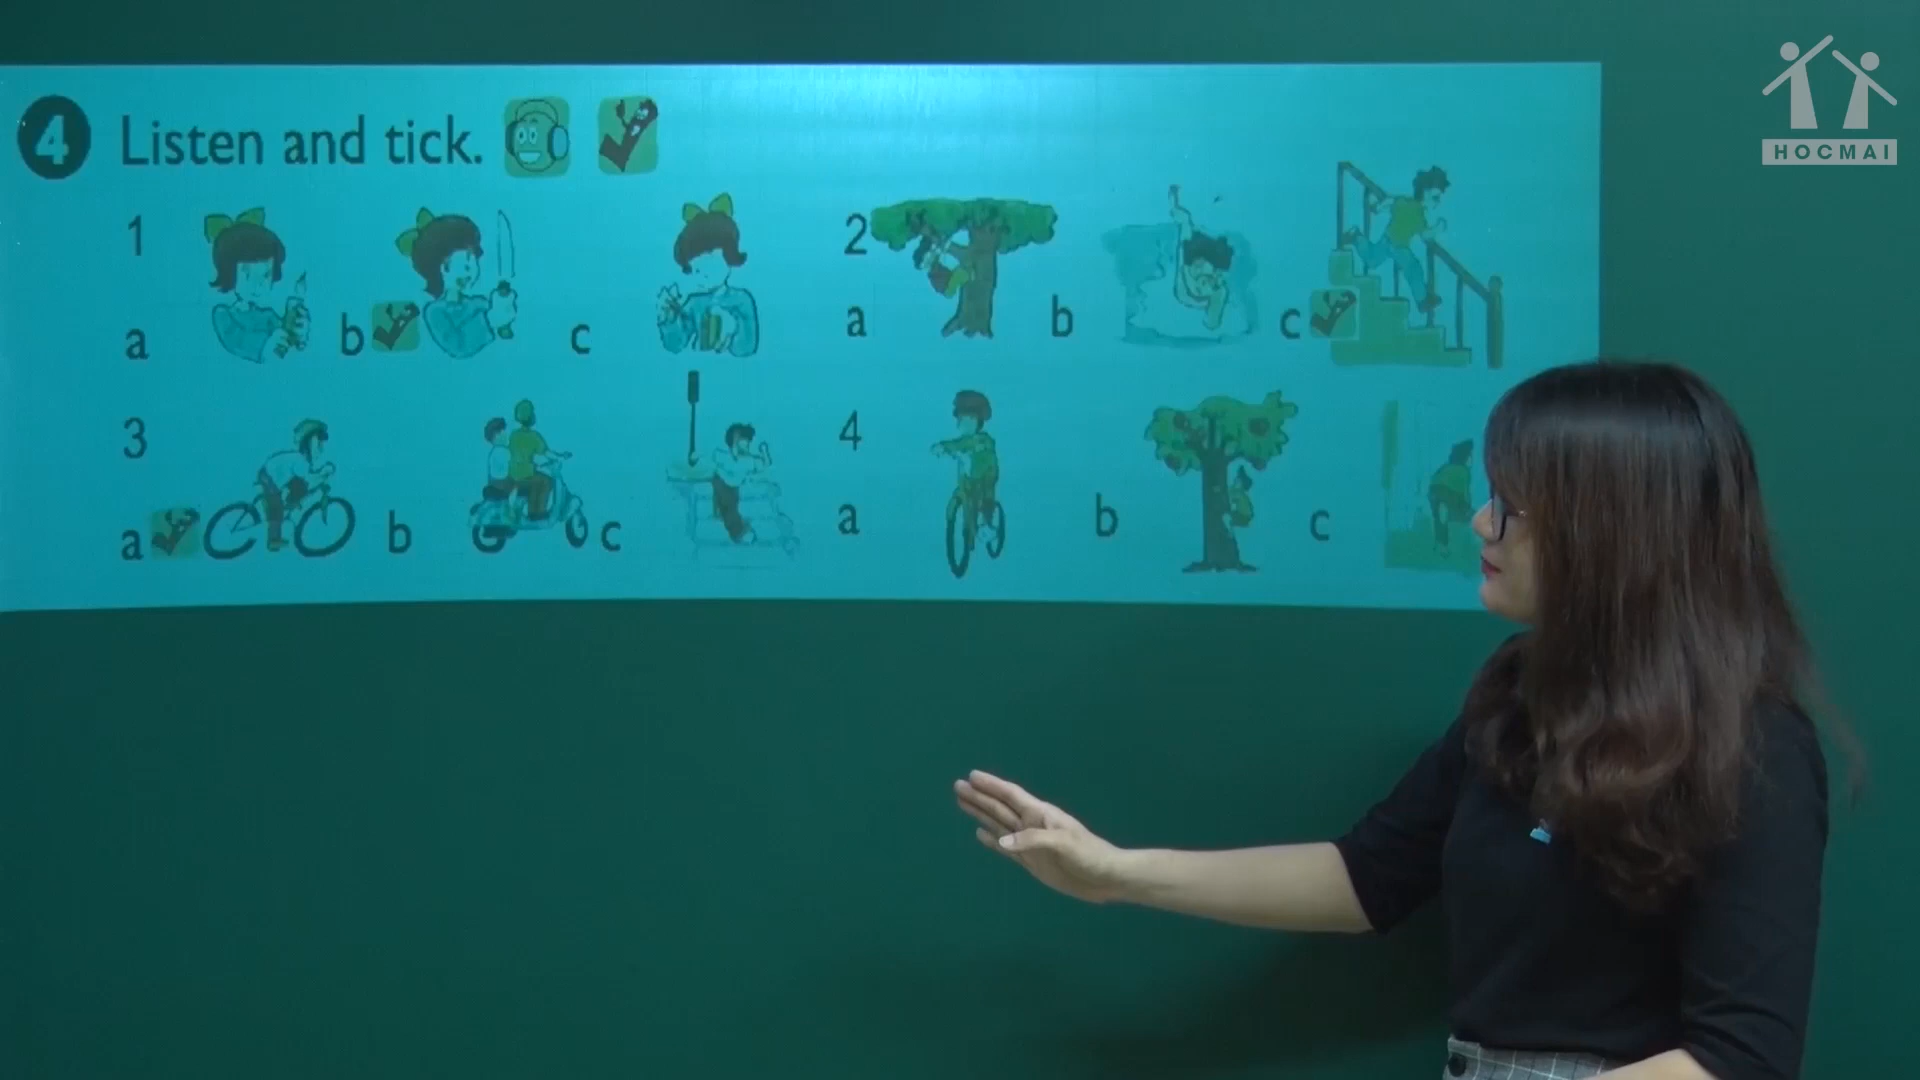 HOCMAI
4 Listen and tick.
1 2
a b c a b c
3 4
a b c a b c